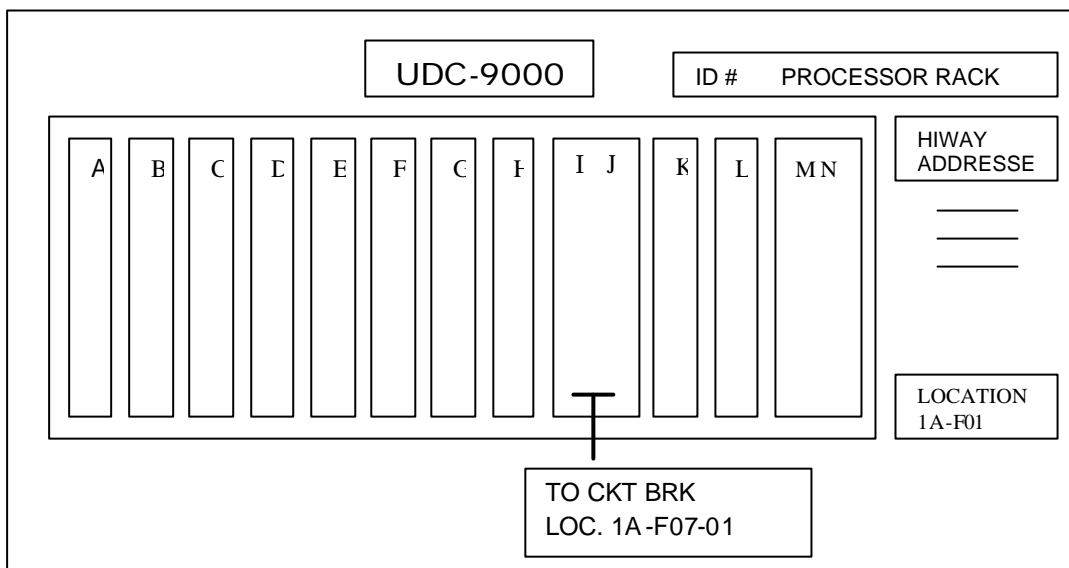 UDC-9000
ID # PROCESSOR RACK
A B C D E F G H I J K L M N
HIWAY
ADDRESSE
LOCATION
1A-F01
TO CKT BRK
LOC. 1A-F07-01